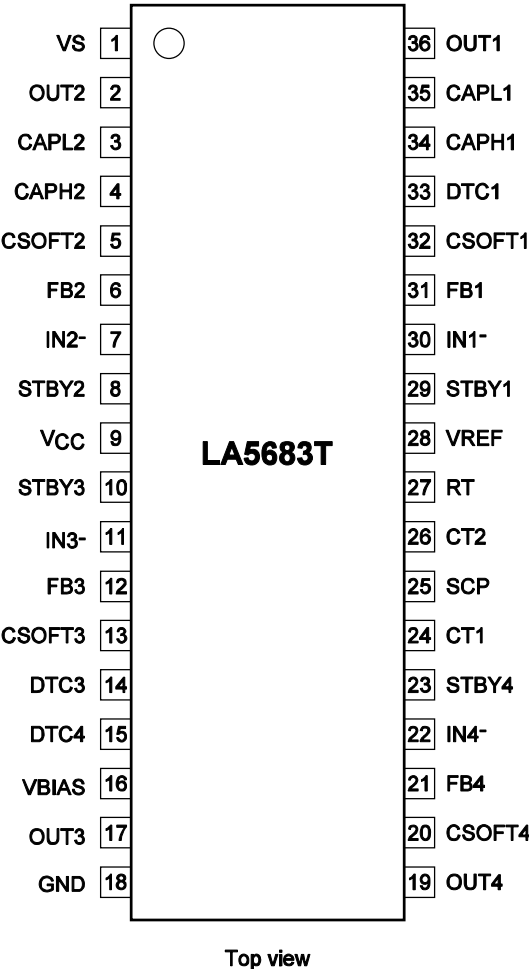 VS 1 36 OUT1
OUT2 2 35 CAPL1
CAPL2 3 34 CAPH1
CAPH2 4 33 DTC1
CSOFT2 5 32 CSOFT1
FB2 6 31 FB1
IN2- 7 30 IN1-
STBY2 8 29 STBY1
VCC 9 28 VREF
LA5683T
STBY3 10 27 RT
IN3- 11 26 CT2
FB3 12 25 SCP
CSOFT3 13 24 CT1
DTC3 14 23 STBY4
DTC4 15 22 IN4-
VBIAS 16 21 FB4
OUT3 17 20 CSOFT4
GND 18 19 OUT4
Top view